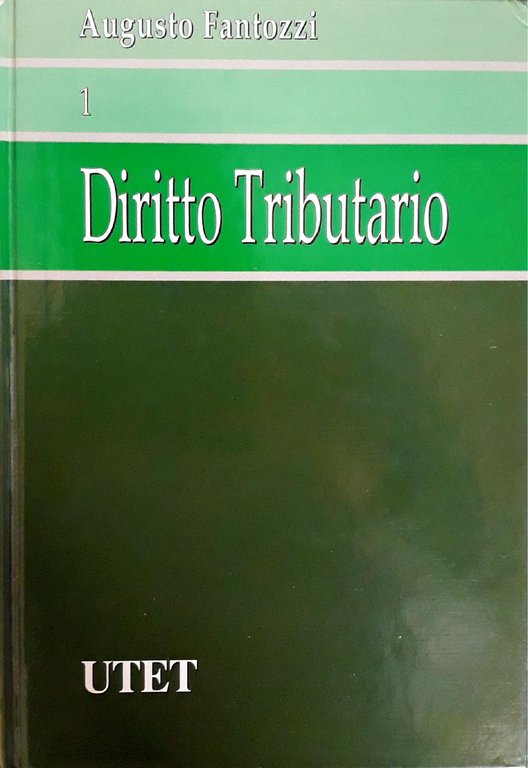 Augusto Fantozzi
1
Diritto Tributario
UTET